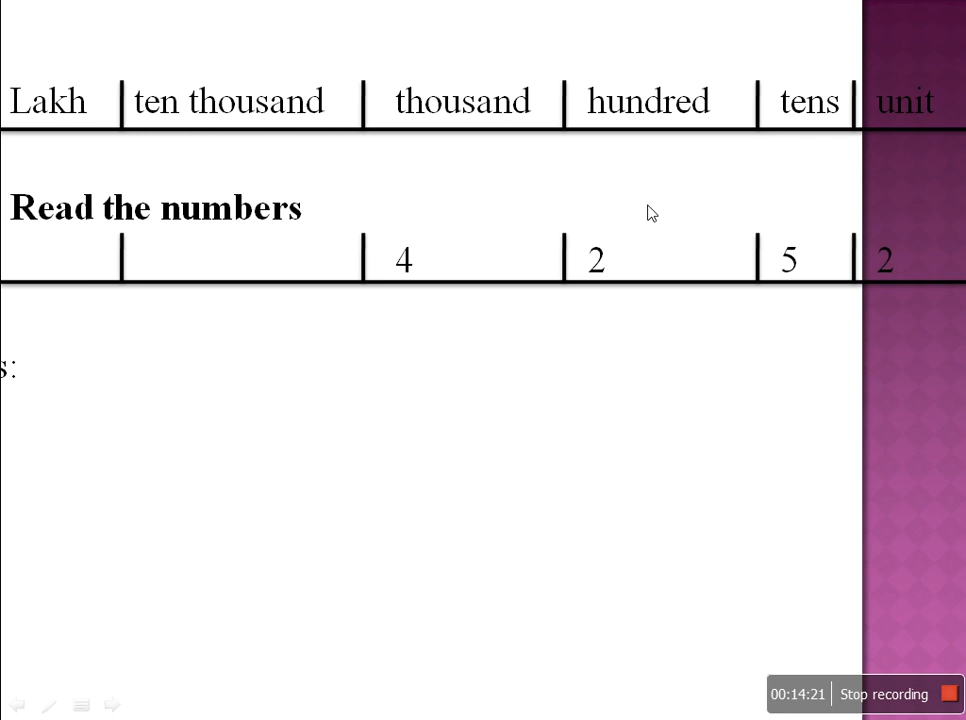 Lakh ten thousand thousand hundred tens unit
Read the numbers
4 2 5 2
s:
00:14:21 Stop recording